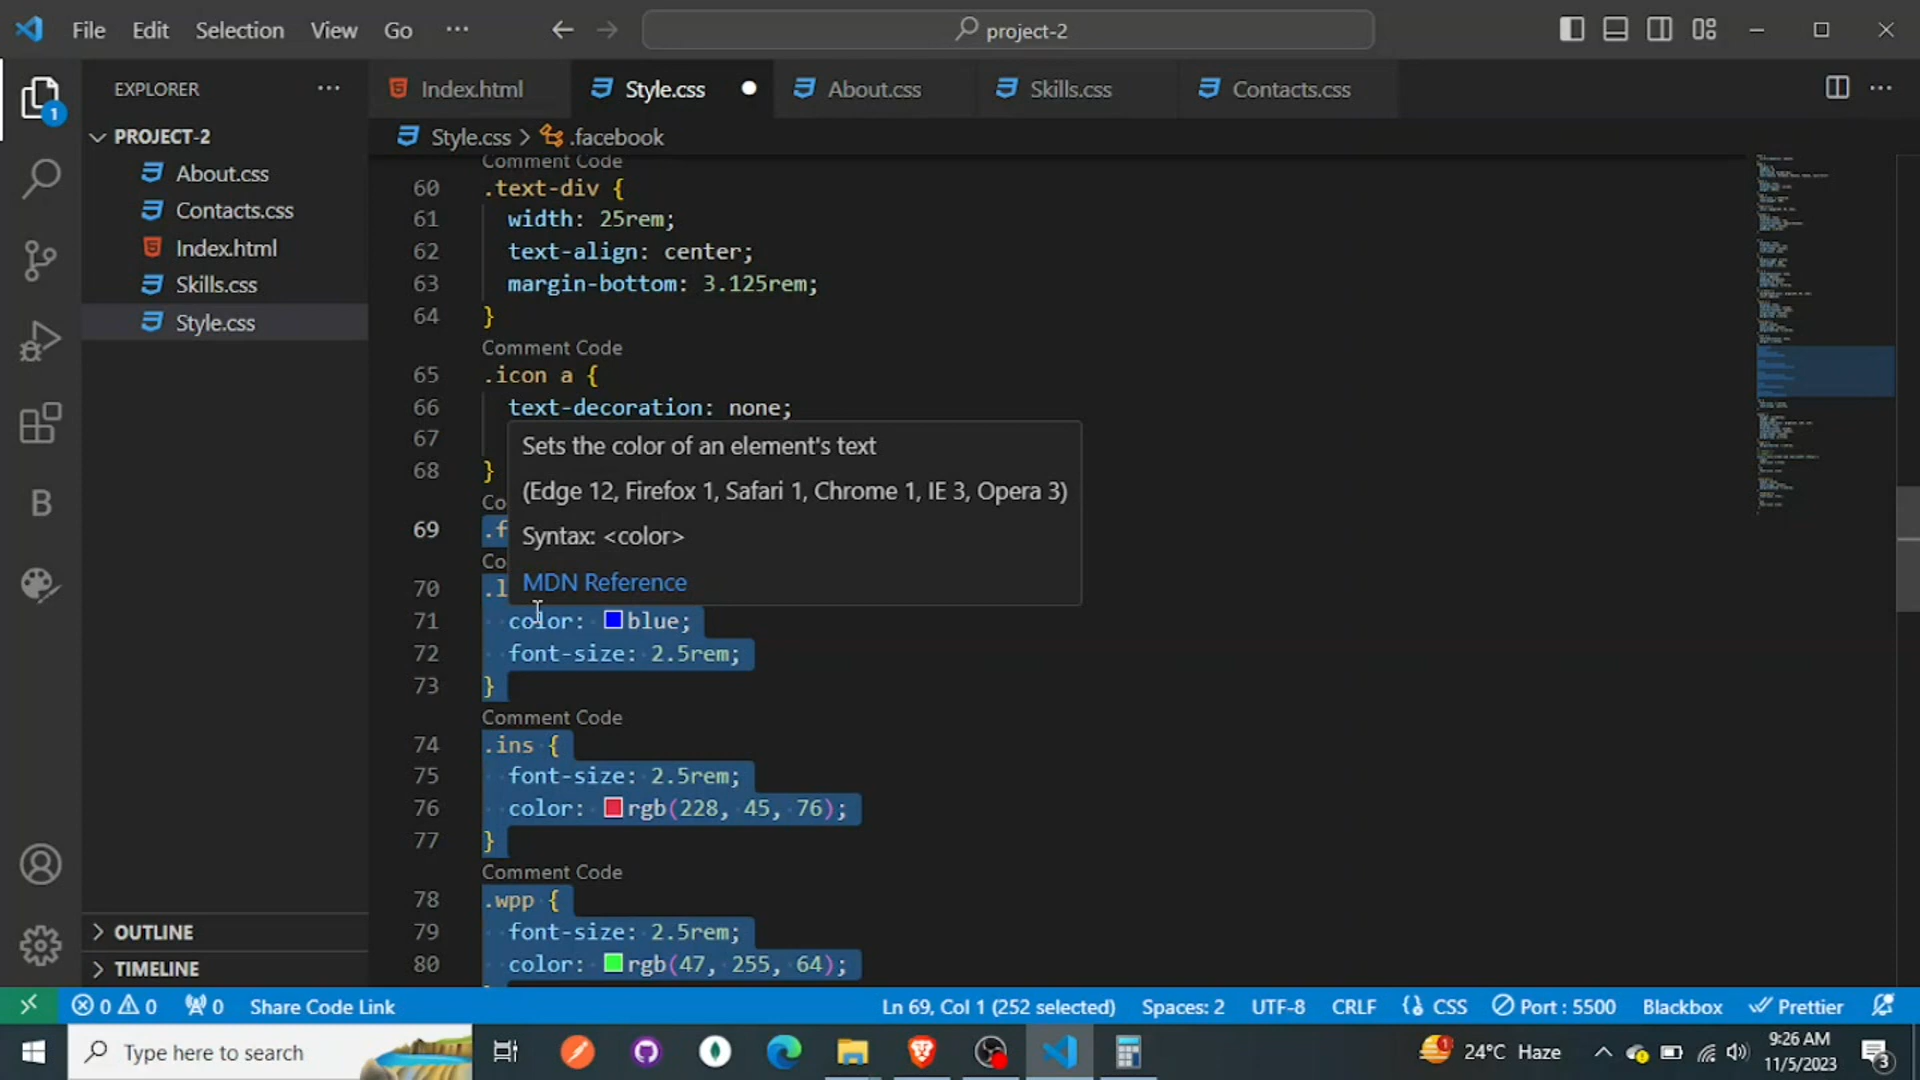 File Edit Selection View Go ··· project-2
EXPLORER ···
PROJECT-2
About.css
Contacts.css
Index.html
Skills.css
Style.css
OUTLINE
TIMELINE
1
Index.html Style.css About.css Skills.css Contacts.css
Style.css > .facebook
Comment Code
60 .text-div {
61 width: 25rem;
62 text-align: center;
63 margin-bottom: 3.125rem;
64 }
Comment Code
65 .icon a {
66 text-decoration: none;
67
68 }
Co
69 .f
Co
70 .l
Sets the color of an element's text
(Edge 12, Firefox 1, Safari 1, Chrome 1, IE 3, Opera 3)
Syntax: <color>
MDN Reference
71 color: blue;
72 font-size: 2.5rem;
73 }
Comment Code
74 .ins {
75 font-size: 2.5rem;
76 color: rgb(228, 45, 76);
77 }
Comment Code
78 .wpp {
79 font-size: 2.5rem;
80 color: rgb(47, 255, 64);
0 0 0 Share Code Link Ln 69, Col 1 (252 selected) Spaces: 2 UTF-8 CRLF CSS Port : 5500 Blackbox Prettier
Type here to search
1 24°C Haze 9:26 AM
11/5/2023
3